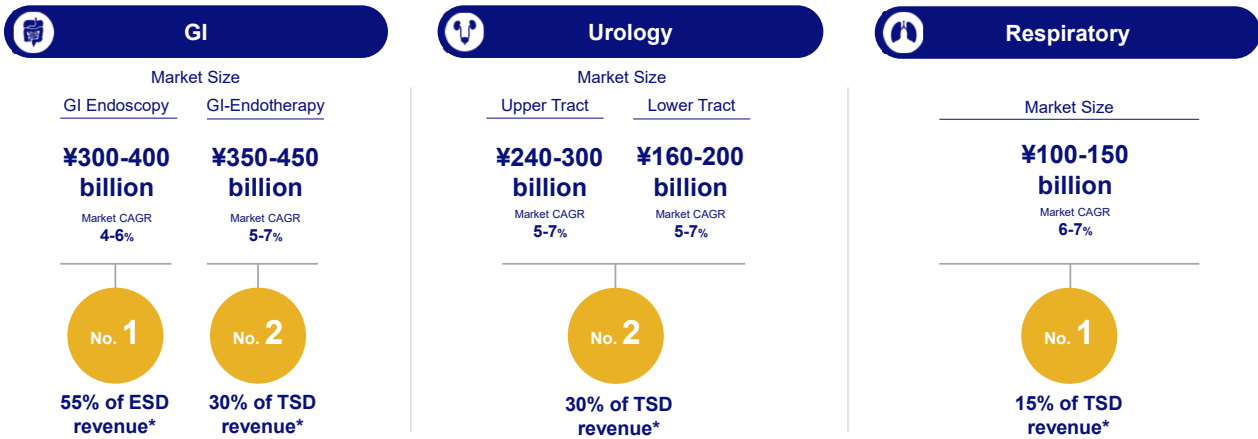 GI
Market Size
GI Endoscopy
GI-Endotherapy
¥300-400
billion
Market CAGR
4-6%
¥350-450
billion
Market CAGR
5-7%
No. 1
No. 2
55% of ESD
revenue*
30% of TSD
revenue*
Urology
Market Size
Upper Tract
Lower Tract
¥240-300
billion
Market CAGR
5-7%
¥160-200
billion
Market CAGR
5-7%
No. 2
30% of TSD
revenue*
Respiratory
Market Size
¥100-150
billion
Market CAGR
6-7%
No. 1
15% of TSD
revenue*